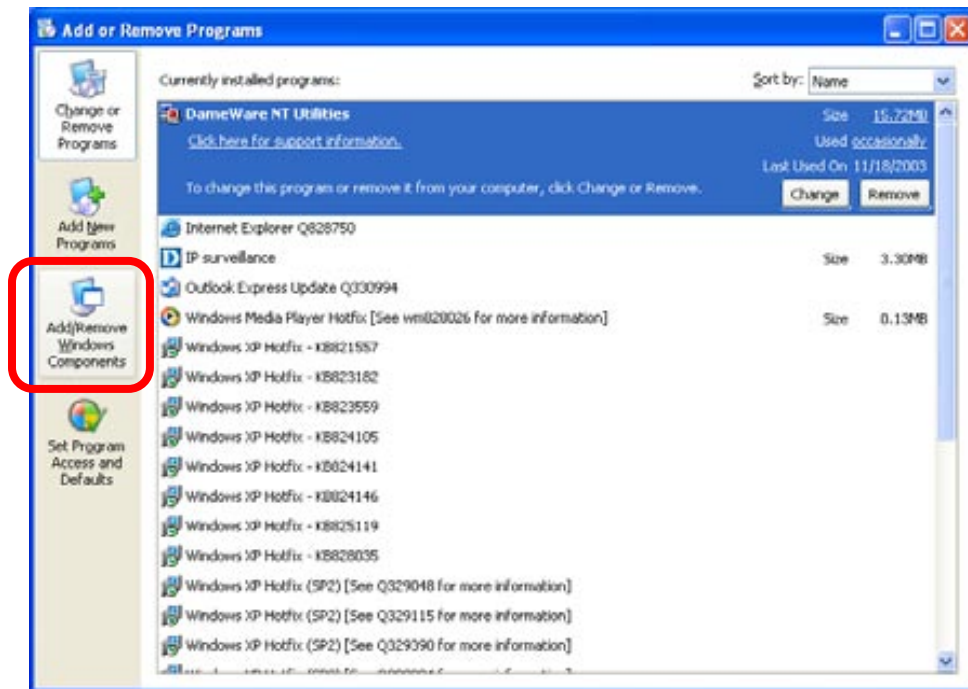 Add or Remove Programs
Change or
Remove
Programs
Add New
Programs
Add/Remove
Windows
Components
Set Program
Access and
Defaults
Currently installed programs:
Sort by: Name
DameWare NT Utilities Size 15.72MB
Click here for support information. Used occasionally
Last Used On 11/18/2003
To change this program or remove it from your computer, click Change or Remove. Change Remove
Internet Explorer Q828750
IP surveillance Size 3.30MB
Outlook Express Update Q330994
Windows Media Player Hotfix [See wm828026 for more information] Size 0.13MB
Windows XP Hotfix - KB821557
Windows XP Hotfix - KB823182
Windows XP Hotfix - KB823559
Windows XP Hotfix - KB824105
Windows XP Hotfix - KB824141
Windows XP Hotfix - KB824146
Windows XP Hotfix - KB825119
Windows XP Hotfix - KB828035
Windows XP Hotfix (SP2) [See Q329048 for more information]
Windows XP Hotfix (SP2) [See Q329115 for more information]
Windows XP Hotfix (SP2) [See Q329390 for more information]